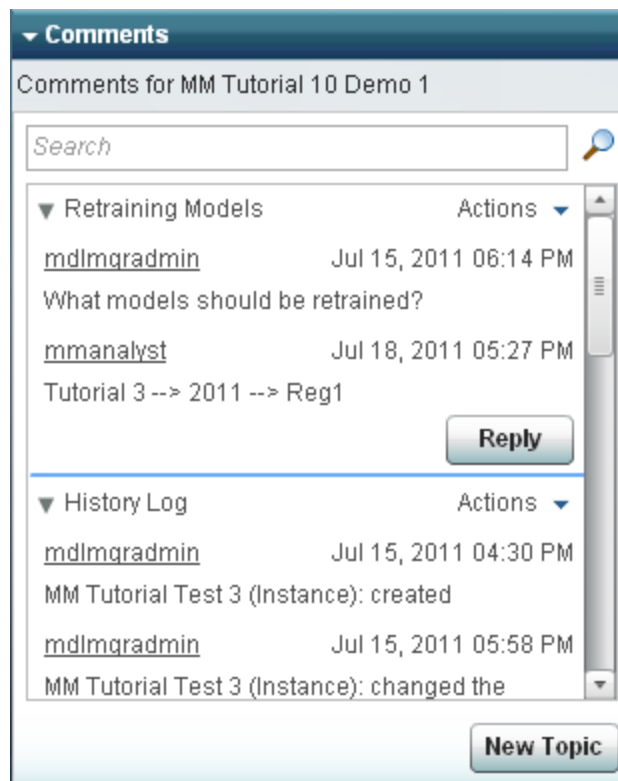 Comments
Comments for MM Tutorial 10 Demo 1
Search
Retraining Models Actions
mdlmgradmin Jul 15, 2011 06:14 PM
What models should be retrained?
mmanalyst Jul 18, 2011 05:27 PM
Tutorial 3 --> 2011 --> Reg1
Reply
History Log Actions
mdlmgradmin Jul 15, 2011 04:30 PM
MM Tutorial Test 3 (Instance): created
mdlmgradmin Jul 15, 2011 05:58 PM
MM Tutorial Test 3 (Instance): changed the
New Topic